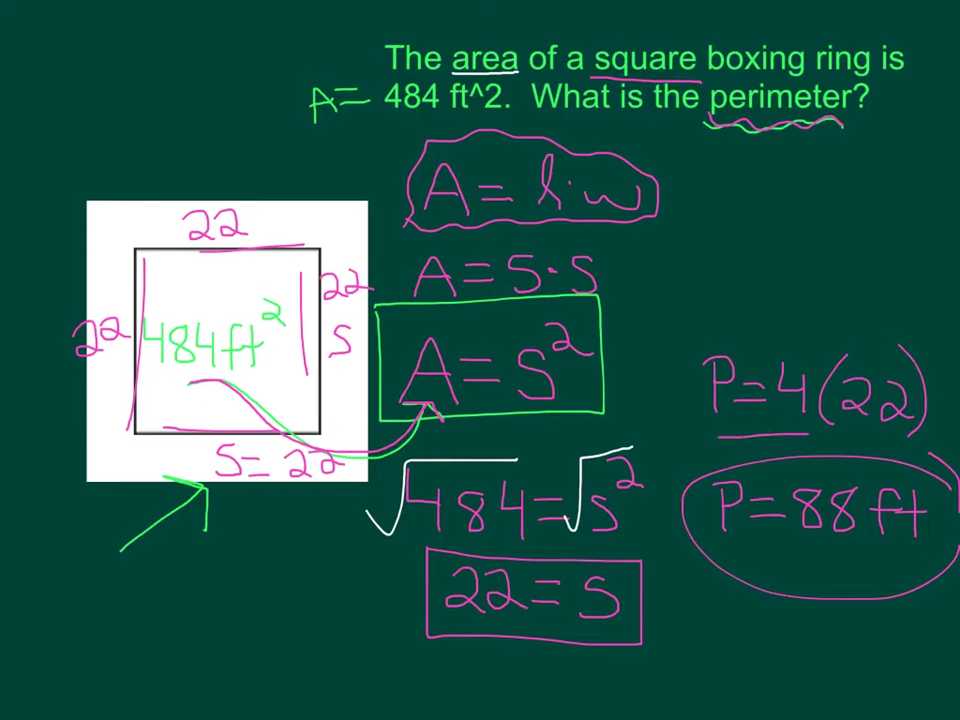 The area of a square boxing ring is
A= 484 ft^2. What is the perimeter?
A = l·w
22
A = s·s
22
22
484ft²
s
A = s²
P=4(22)
s= 22
√484 = √s²
P= 88 ft
22 = s